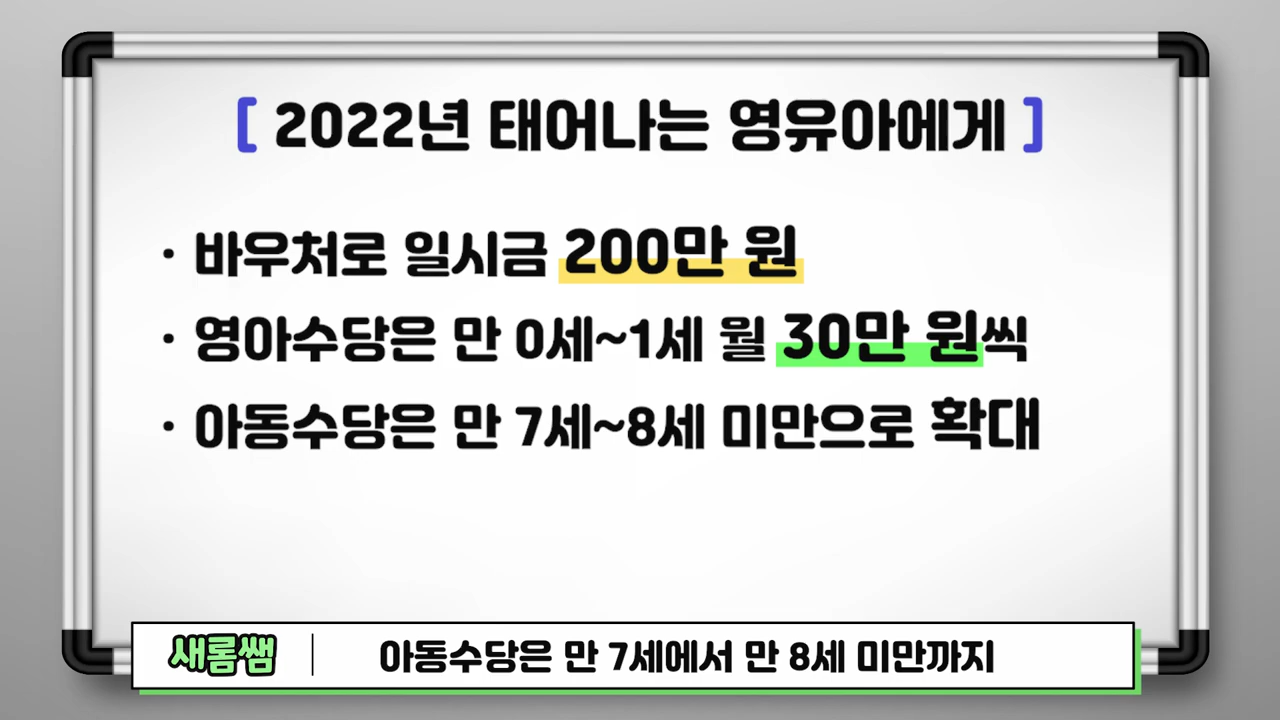 [ 2022년 태어나는 영유아에게 ]
· 바우처로 일시금 200만 원
· 영아수당은 만 0세~1세 월 30만 원씩
· 아동수당은 만 7세~8세 미만으로 확대
새롬쌤 | 아동수당은 만 7세에서 만 8세 미만까지